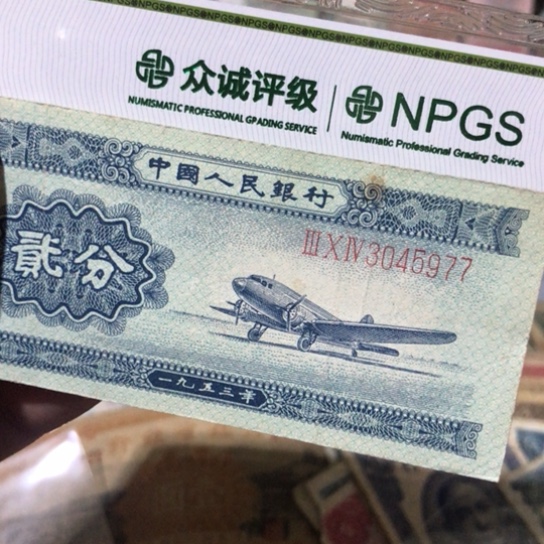 众诚评级 NPGS
NUMISMATIC PROFESSIONAL GPADING SERVICE Numismatic Professional Grading Service
中國人民銀行
ⅢⅩⅣ3045977
貳分
一九五三年